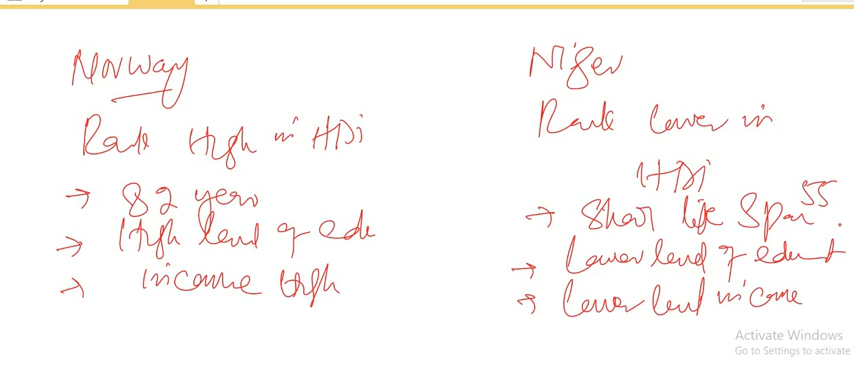 Norway
Rank High in HDI
→ 82 years
→ High level of edu
→ income High
Niger
Rank lower in
HDI
→ Short life Span 55.
→ Lower level of educat
→ lower level income
Activate Windows
Go to Settings to activate